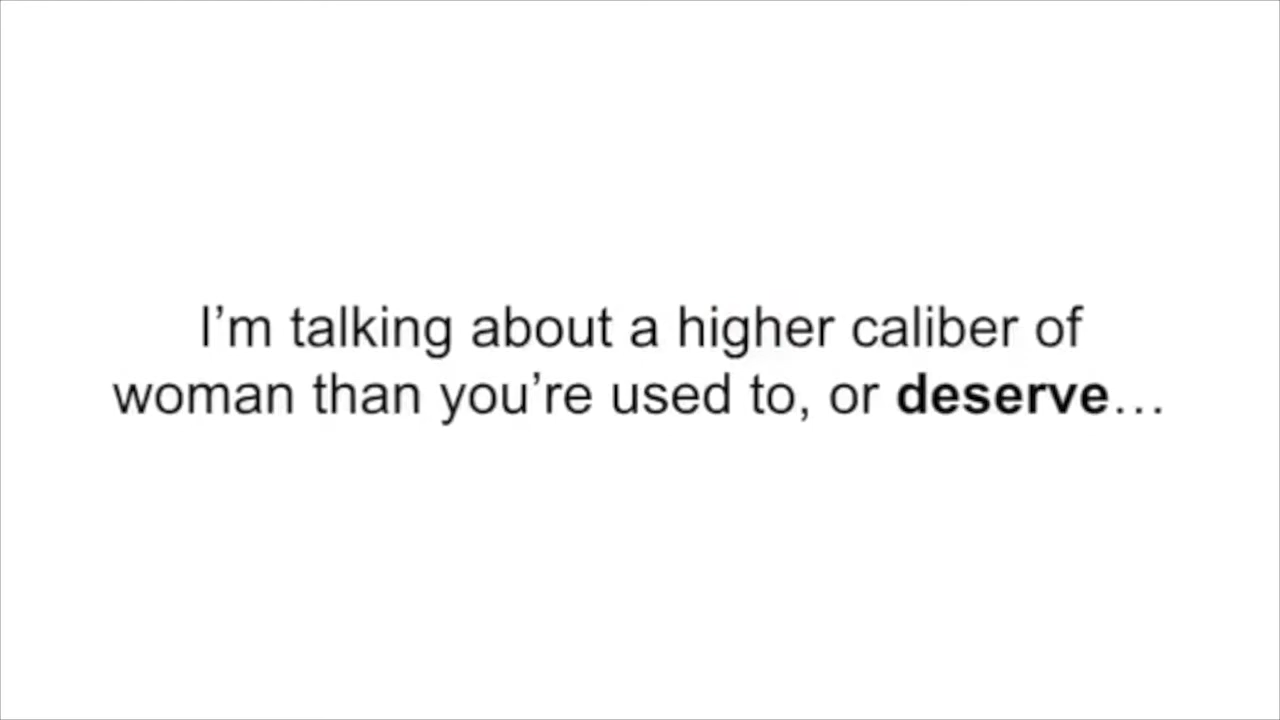 I’m talking about a higher caliber of
woman than you’re used to, or deserve…